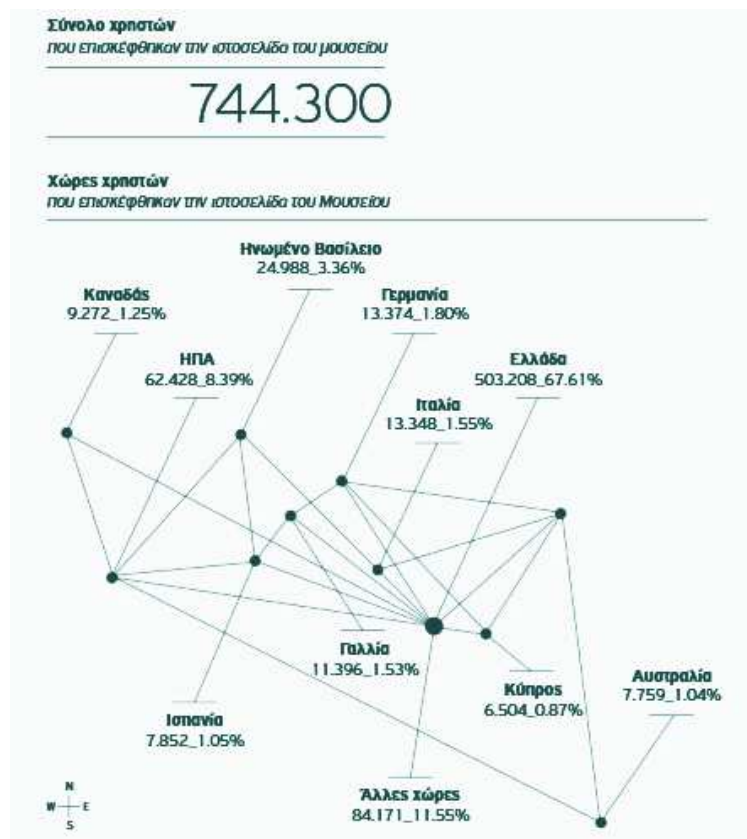 Σύνολο χρηστών
που επισκέφθηκαν την ιστοσελίδα του μουσείου
744.300
Χώρες χρηστών
που επισκέφθηκαν την ιστοσελίδα του Μουσείου
Ηνωμένο Βασίλειο
24.988_3.36%
Καναδάς
9.272_1.25%
Γερμανία
13.374_1.80%
ΗΠΑ
62.428_8.39%
Ελλάδα
503.208_67.61%
Ιταλία
13.348_1.55%
Γαλλία
11.396_1.53%
Κύπρος
6.504_0.87%
Αυστραλία
7.759_1.04%
Ισπανία
7.852_1.05%
Άλλες χώρες
84.171_11.55%
N
W E
S